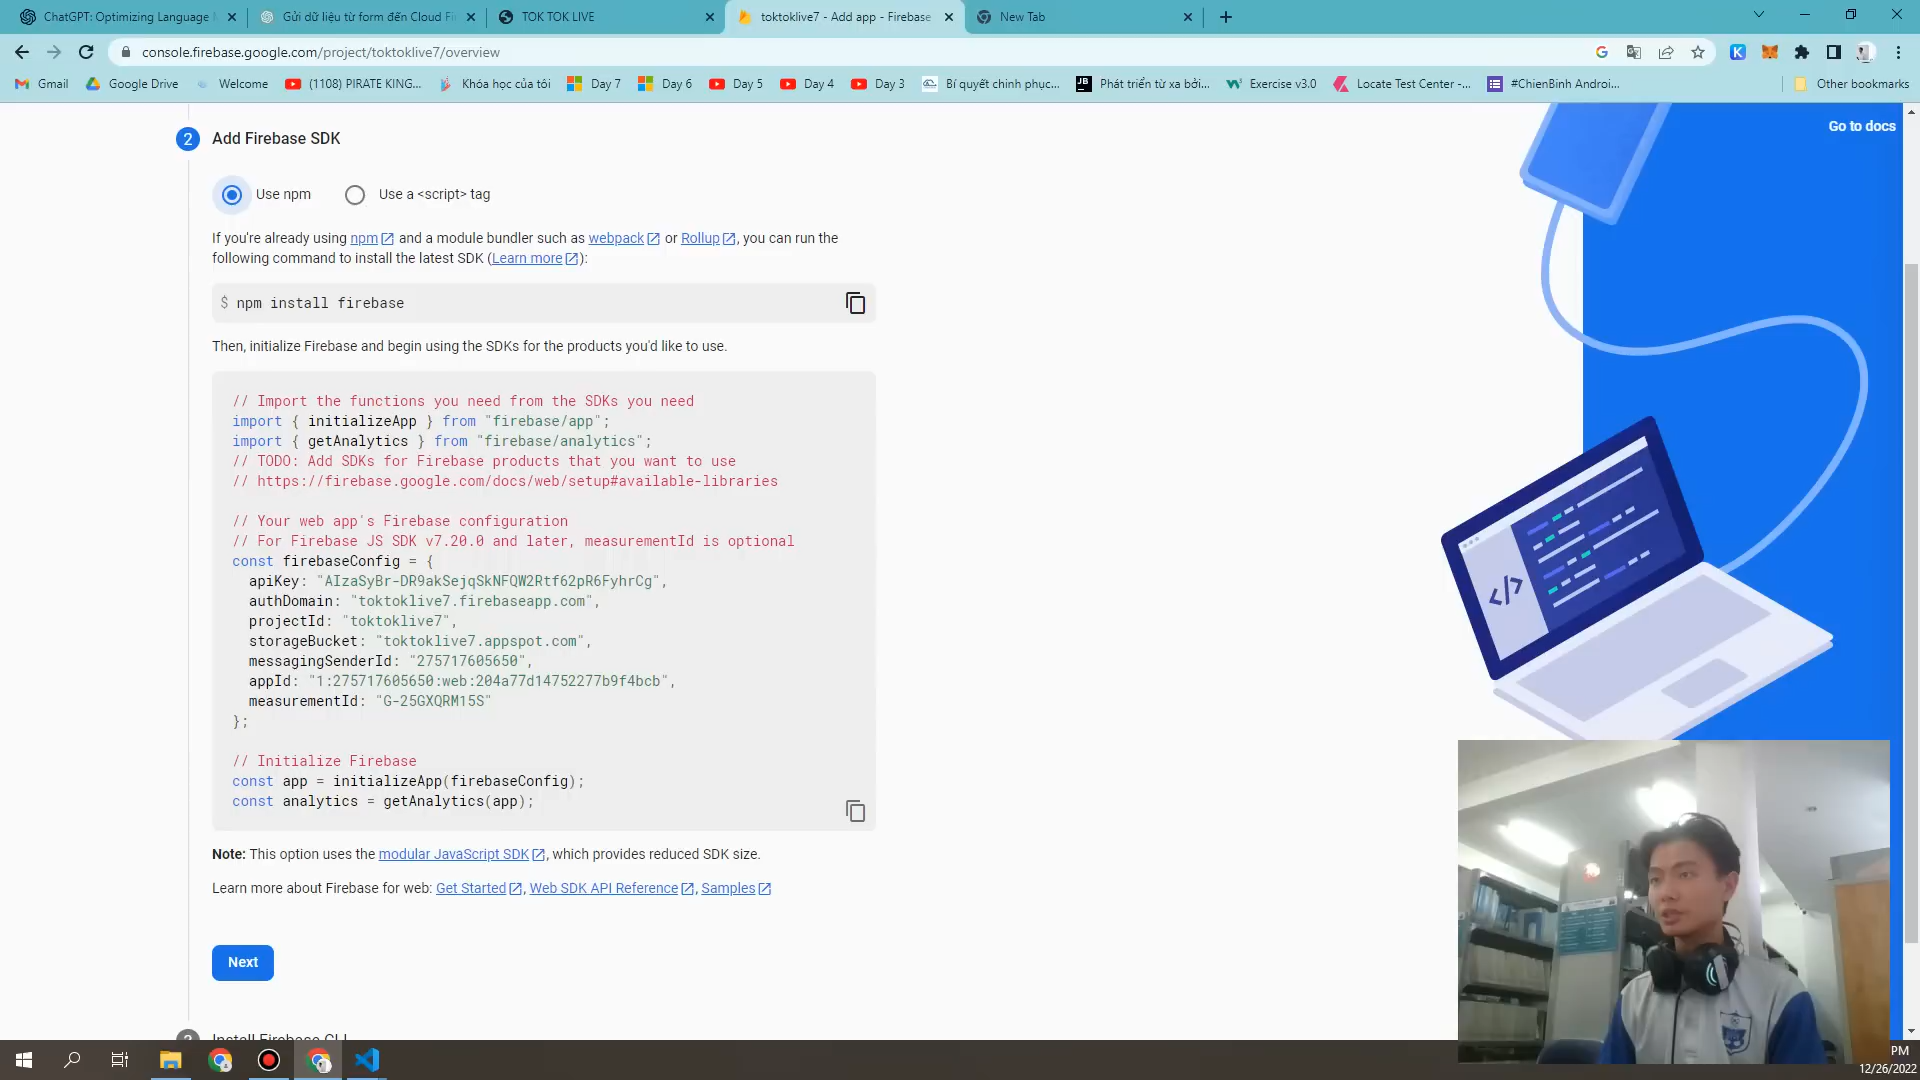 ChatGPT: Optimizing Language
Gửi dữ liệu từ form đến Cloud Fi
TOK TOK LIVE
toktoklive7 - Add app - Firebase
New Tab
console.firebase.google.com/project/toktoklive7/overview
Gmail
Google Drive
Welcome
(1108) PIRATE KING...
Khóa học của tôi
Day 7
Day 6
Day 5
Day 4
Day 3
Bí quyết chinh phục...
Phát triển từ xa bởi...
Exercise v3.0
Locate Test Center -...
#ChienBinh Androi...
Other bookmarks
Go to docs
2 Add Firebase SDK
Use npm
Use a <script> tag
If you're already using npm and a module bundler such as webpack or Rollup, you can run the
following command to install the latest SDK (Learn more):
$ npm install firebase
Then, initialize Firebase and begin using the SDKs for the products you'd like to use.
// Import the functions you need from the SDKs you need
import { initializeApp } from "firebase/app";
import { getAnalytics } from "firebase/analytics";
// TODO: Add SDKs for Firebase products that you want to use
// https://firebase.google.com/docs/web/setup#available-libraries
// Your web app's Firebase configuration
// For Firebase JS SDK v7.20.0 and later, measurementId is optional
const firebaseConfig = {
apiKey: "AIzaSyBr-DR9akSejqSkNFQW2Rtf62pR6FyhrCg",
authDomain: "toktoklive7.firebaseapp.com",
projectId: "toktoklive7",
storageBucket: "toktoklive7.appspot.com",
messagingSenderId: "275717605650",
appId: "1:275717605650:web:204a77d14752277b9f4bcb",
measurementId: "G-25GXQRM15S"
};
// Initialize Firebase
const app = initializeApp(firebaseConfig);
const analytics = getAnalytics(app);
Note: This option uses the modular JavaScript SDK, which provides reduced SDK size.
Learn more about Firebase for web: Get Started, Web SDK API Reference, Samples
Next
Install Firebase CLI
PM
12/26/2022